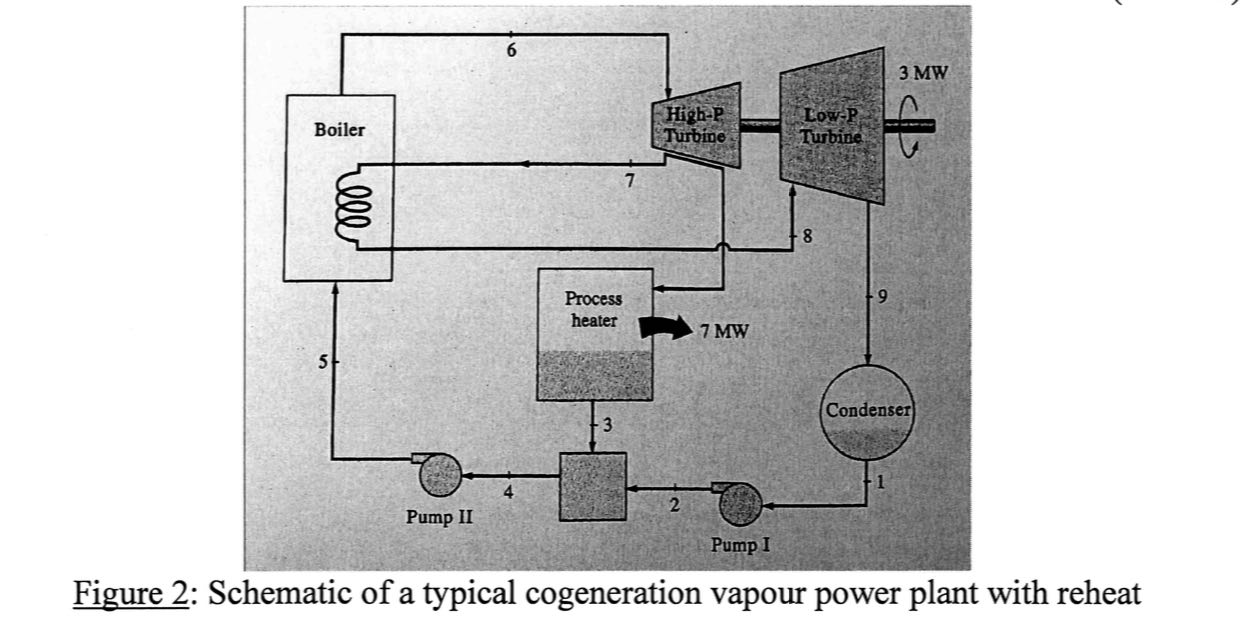 6
3 MW
High-P
Turbine
Low-P
Turbine
Boiler
7
8
Process
heater
9
7 MW
5
Condenser
3
4
2
1
Pump II
Pump I
Figure 2: Schematic of a typical cogeneration vapour power plant with reheat